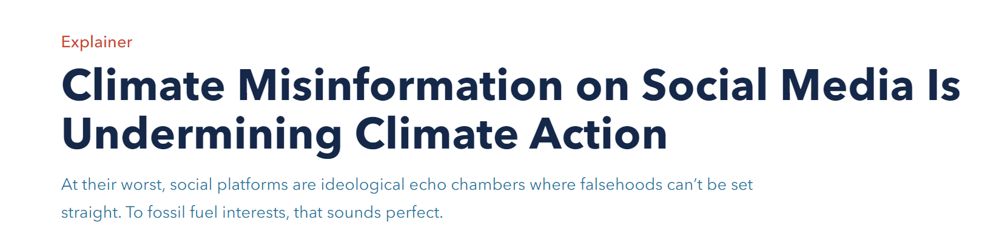 Explainer
Climate Misinformation on Social Media Is
Undermining Climate Action
At their worst, social platforms are ideological echo chambers where falsehoods can’t be set
straight. To fossil fuel interests, that sounds perfect.